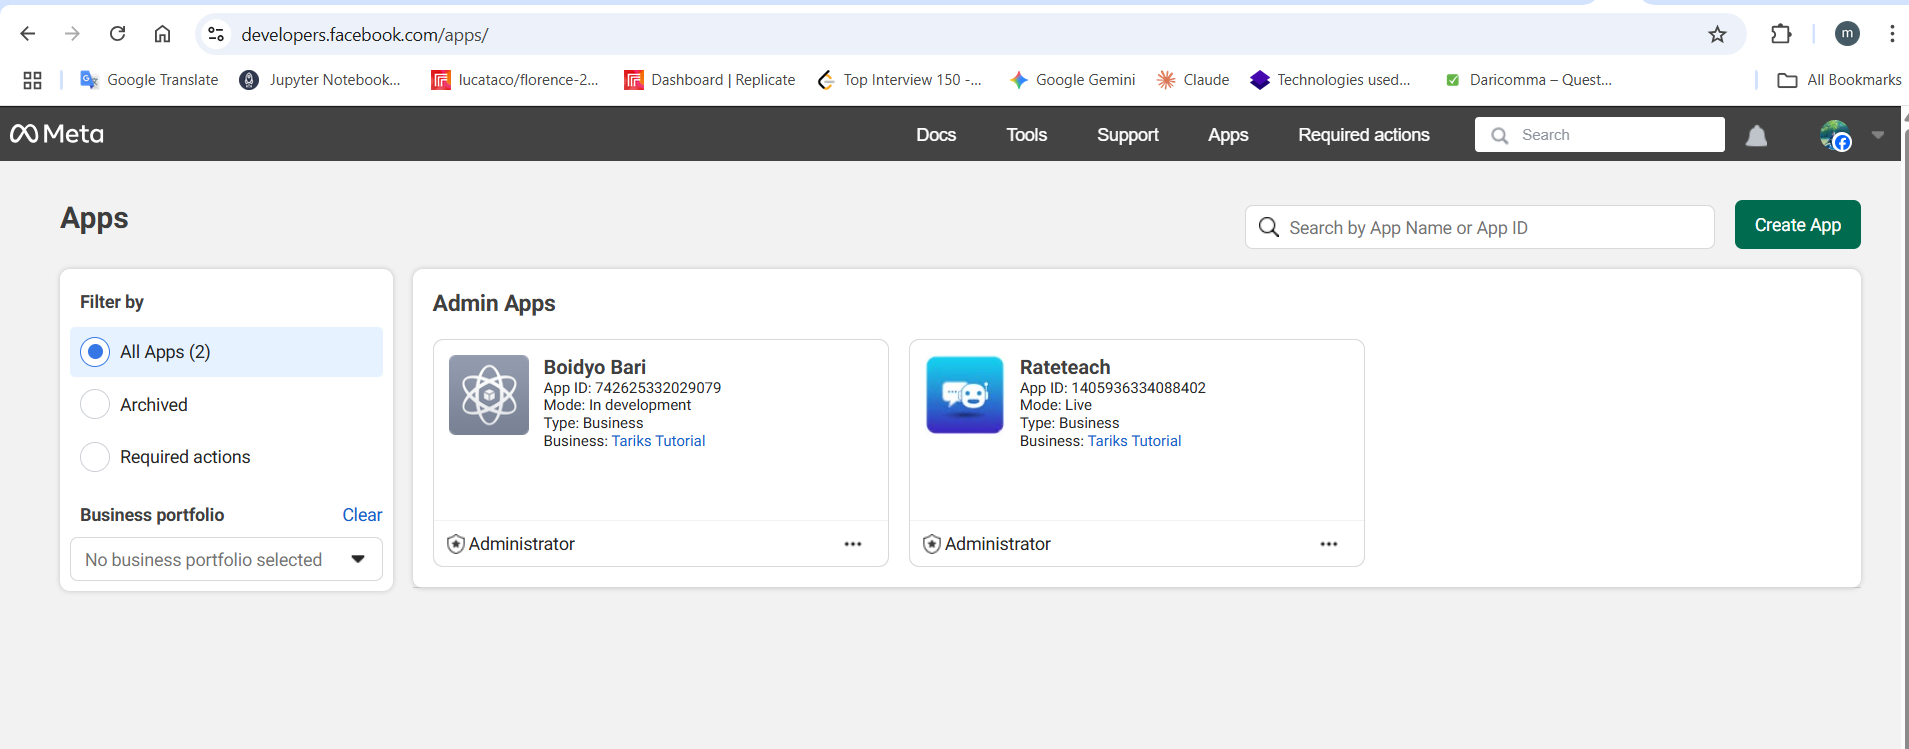 developers.facebook.com/apps/
m
Google Translate
Jupyter Notebook...
lucataco/florence-2...
Dashboard | Replicate
Top Interview 150 -...
Google Gemini
Claude
Technologies used...
Daricomma – Quest...
All Bookmarks
Meta
Docs
Tools
Support
Apps
Required actions
Search
Apps
Search by App Name or App ID
Create App
Filter by
All Apps (2)
Archived
Required actions
Business portfolio
Clear
No business portfolio selected
Admin Apps
Boidyo Bari
App ID: 742625332029079
Mode: In development
Type: Business
Business: Tariks Tutorial
Administrator
Rateteach
App ID: 1405936334088402
Mode: Live
Type: Business
Business: Tariks Tutorial
Administrator